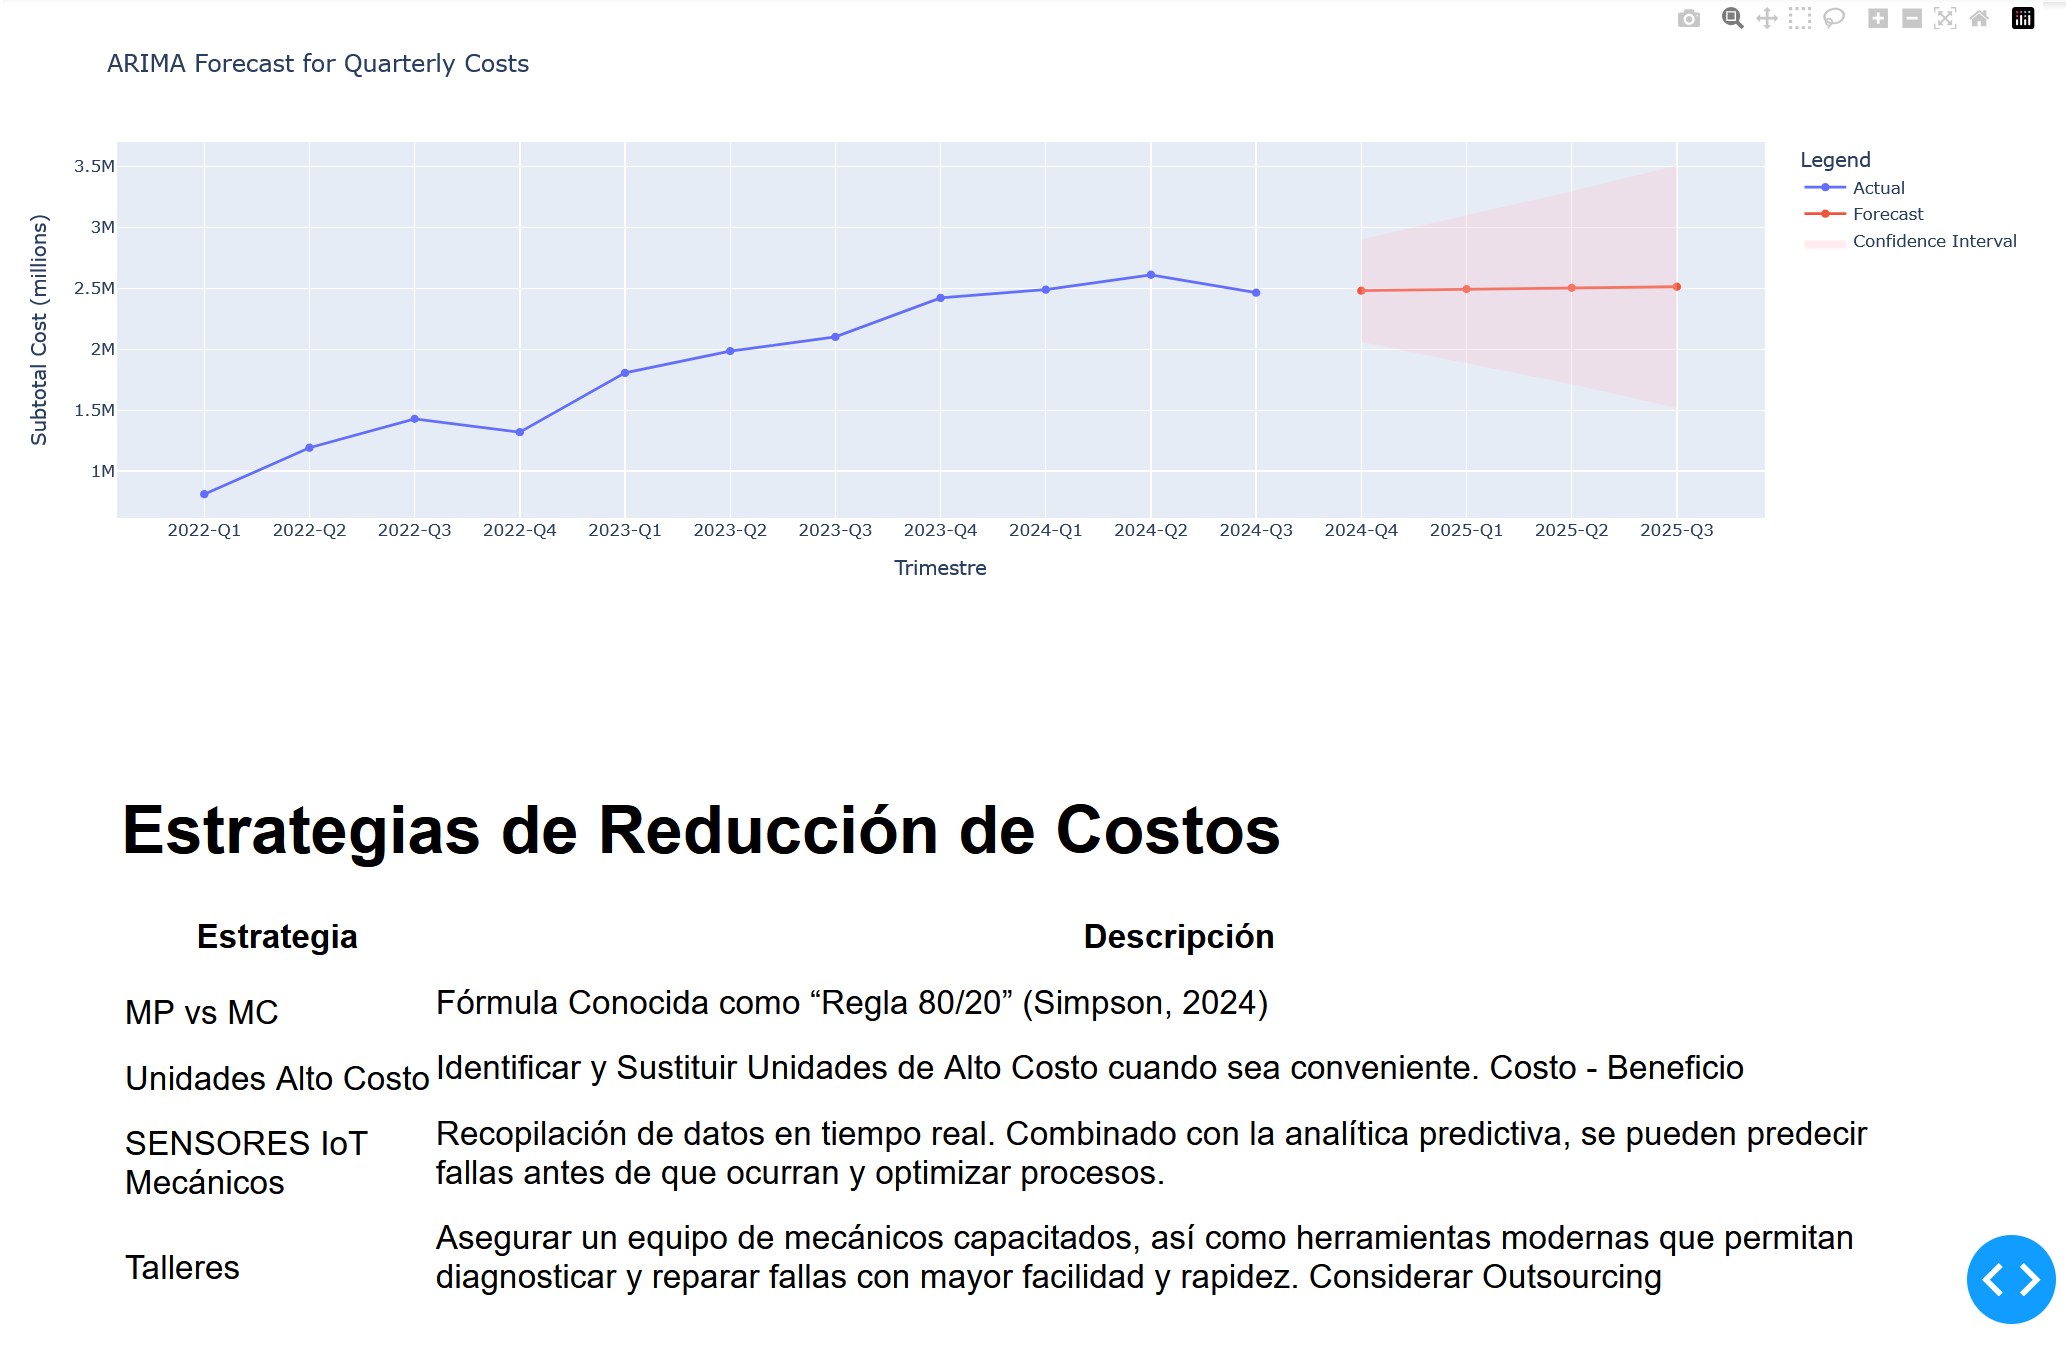 ARIMA Forecast for Quarterly Costs
3.5M
3M
2.5M
2M
1.5M
1M
Subtotal Cost (millions)
2022-Q1 2022-Q2 2022-Q3 2022-Q4 2023-Q1 2023-Q2 2023-Q3 2023-Q4 2024-Q1 2024-Q2 2024-Q3 2024-Q4 2025-Q1 2025-Q2 2025-Q3
Trimestre
Legend
Actual
Forecast
Confidence Interval
Estrategias de Reducción de Costos
Estrategia Descripción
MP vs MC Fórmula Conocida como “Regla 80/20” (Simpson, 2024)
Unidades Alto Costo Identificar y Sustituir Unidades de Alto Costo cuando sea conveniente. Costo - Beneficio
SENSORES IoT
Mecánicos
Recopilación de datos en tiempo real. Combinado con la analítica predictiva, se pueden predecir
fallas antes de que ocurran y optimizar procesos.
Talleres
Asegurar un equipo de mecánicos capacitados, así como herramientas modernas que permitan
diagnosticar y reparar fallas con mayor facilidad y rapidez. Considerar Outsourcing